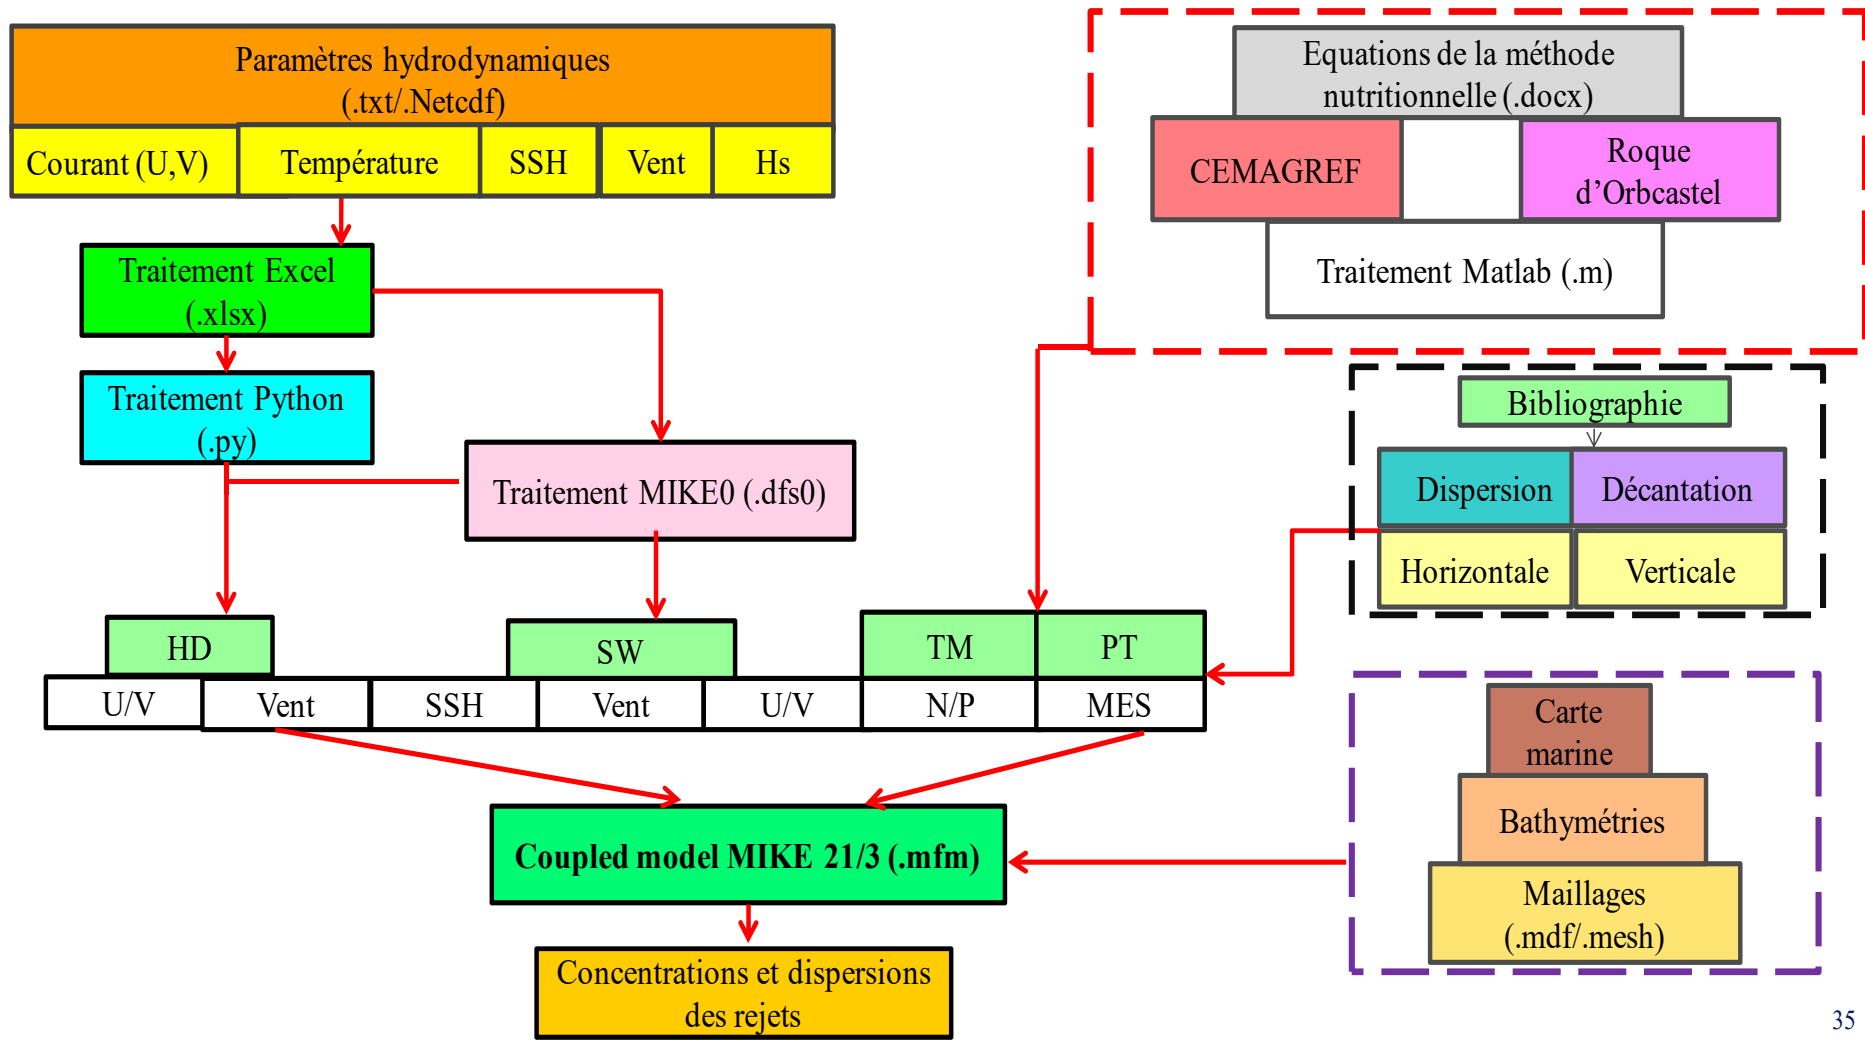 Paramètres hydrodynamiques
(.txt/.Netcdf)
Courant (U,V)
Température
SSH
Vent
Hs
Traitement Excel
(.xlsx)
Traitement Python
(.py)
Traitement MIKE0 (.dfs0)
Equations de la méthode
nutritionnelle (.docx)
CEMAGREF
Roque
d’Orbcastel
Traitement Matlab (.m)
Bibliographie
Dispersion
Décantation
Horizontale
Verticale
HD
SW
TM
PT
U/V
Vent
SSH
Vent
U/V
N/P
MES
Carte
marine
Bathymétries
Maillages
(.mdf/.mesh)
Coupled model MIKE 21/3 (.mfm)
Concentrations et dispersions
des rejets
35